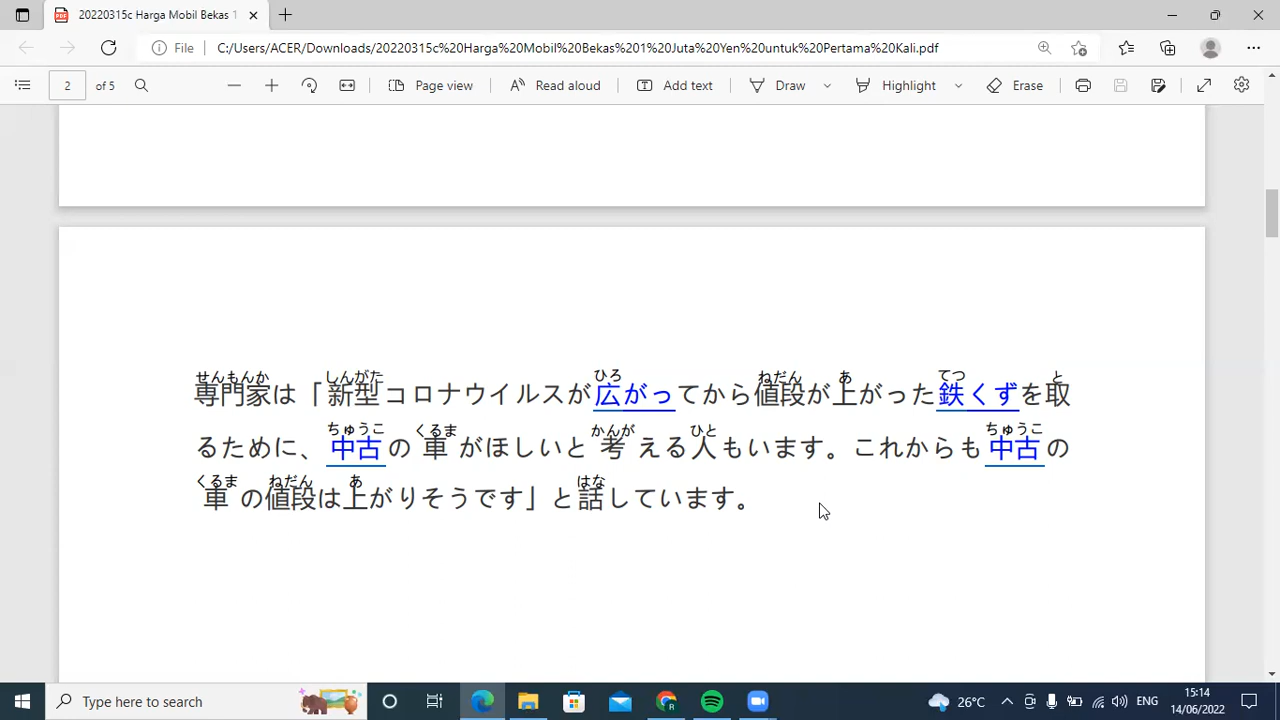 20220315c Harga Mobil Bekas 1
File
C:/Users/ACER/Downloads/20220315c%20Harga%20Mobil%20Bekas%201%20Juta%20Yen%20untuk%20Pertama%20Kali.pdf
2 of 5
Page view
Read aloud
Add text
Draw
Highlight
Erase
せんもんか しんがた ひろ ねだん あ てつ と
専門家は「新型コロナウイルスが広がってから値段が上がった鉄くずを取
ちゅうこ くるま かんが ひと ちゅうこ
るために、中古の車がほしいと考える人もいます。これからも中古の
くるま ねだん あ はな
車の値段は上がりそうです」と話しています。
Type here to search
26°C
ENG
15:14
14/06/2022